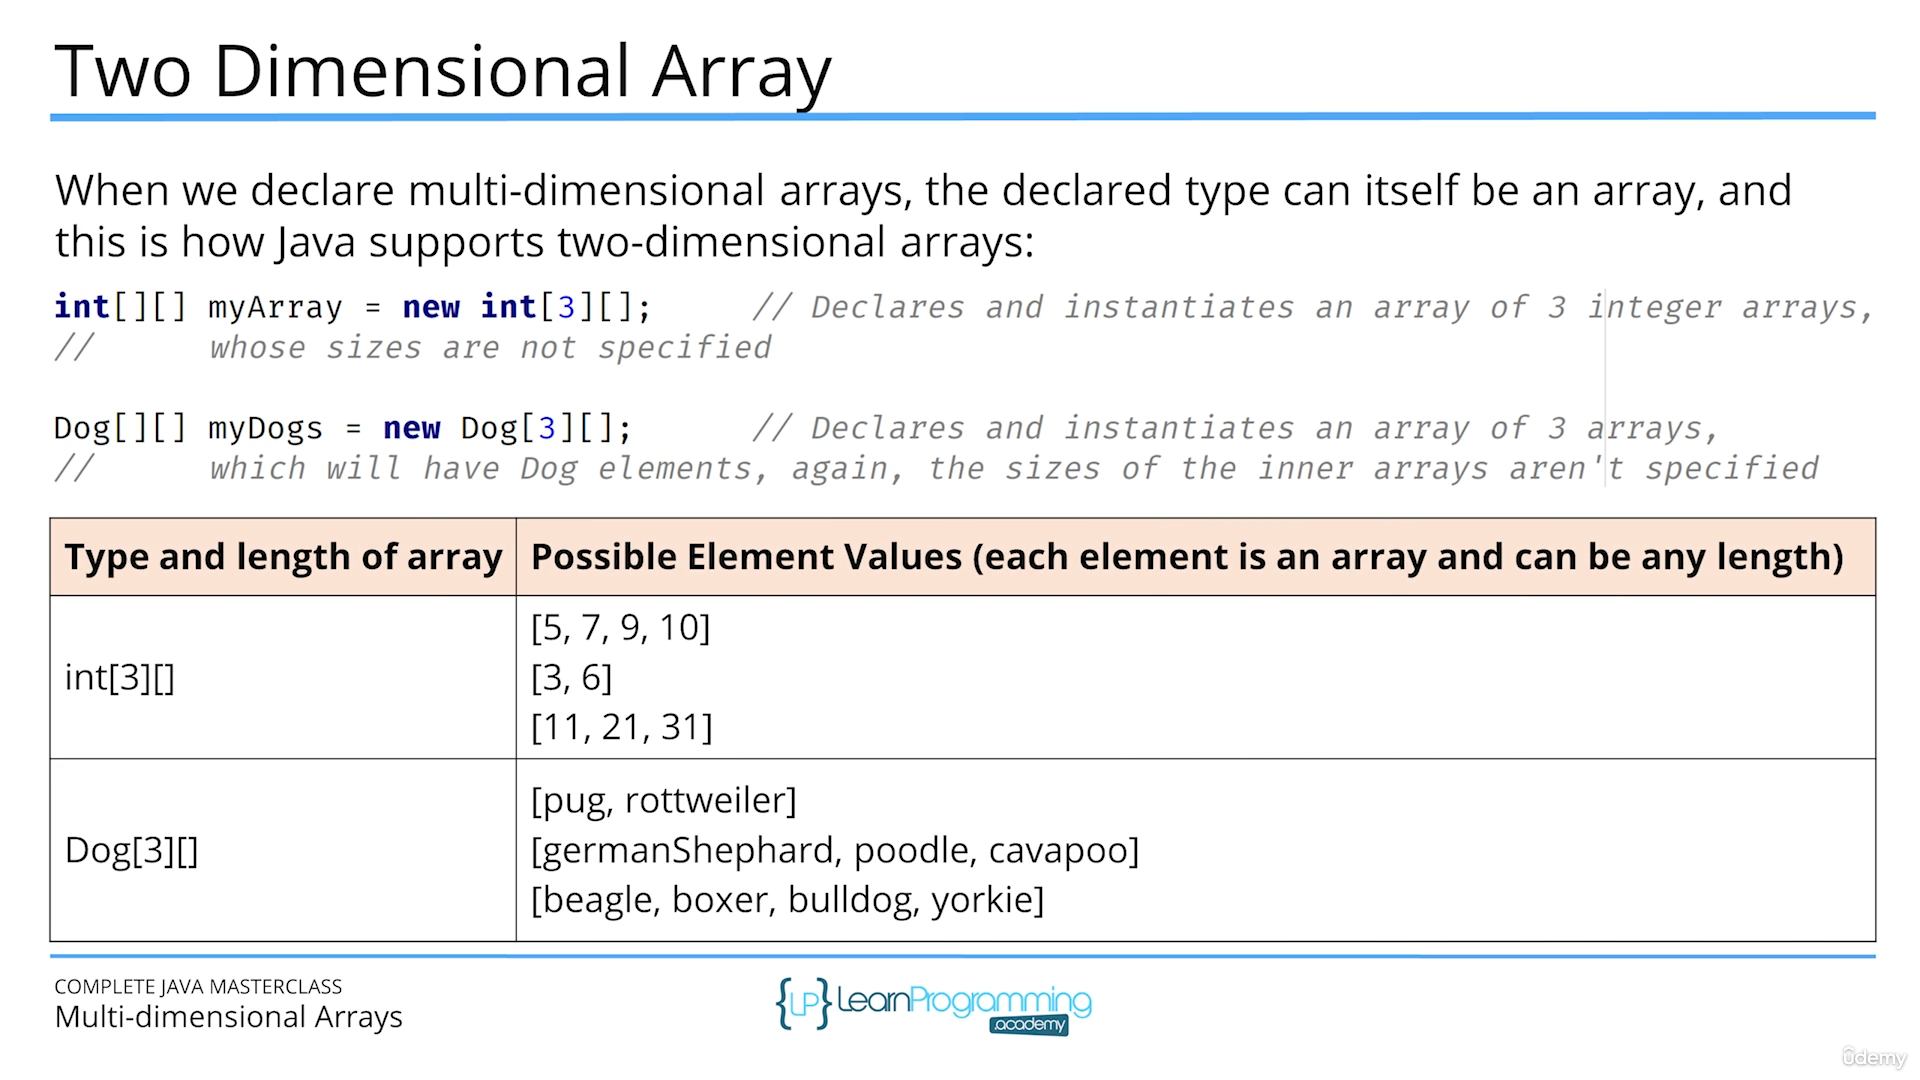 Two Dimensional Array
When we declare multi-dimensional arrays, the declared type can itself be an array, and
this is how Java supports two-dimensional arrays:
int[][] myArray = new int[3][];     // Declares and instantiates an array of 3 integer arrays,
//      whose sizes are not specified
Dog[][] myDogs = new Dog[3][];      // Declares and instantiates an array of 3 arrays,
//      which will have Dog elements, again, the sizes of the inner arrays aren't specified
Type and length of array
Possible Element Values (each element is an array and can be any length)
int[3][]
[5, 7, 9, 10]
[3, 6]
[11, 21, 31]
Dog[3][]
[pug, rottweiler]
[germanShephard, poodle, cavapoo]
[beagle, boxer, bulldog, yorkie]
COMPLETE JAVA MASTERCLASS
Multi-dimensional Arrays
{LP} LearnProgramming
.academy
ûdemy